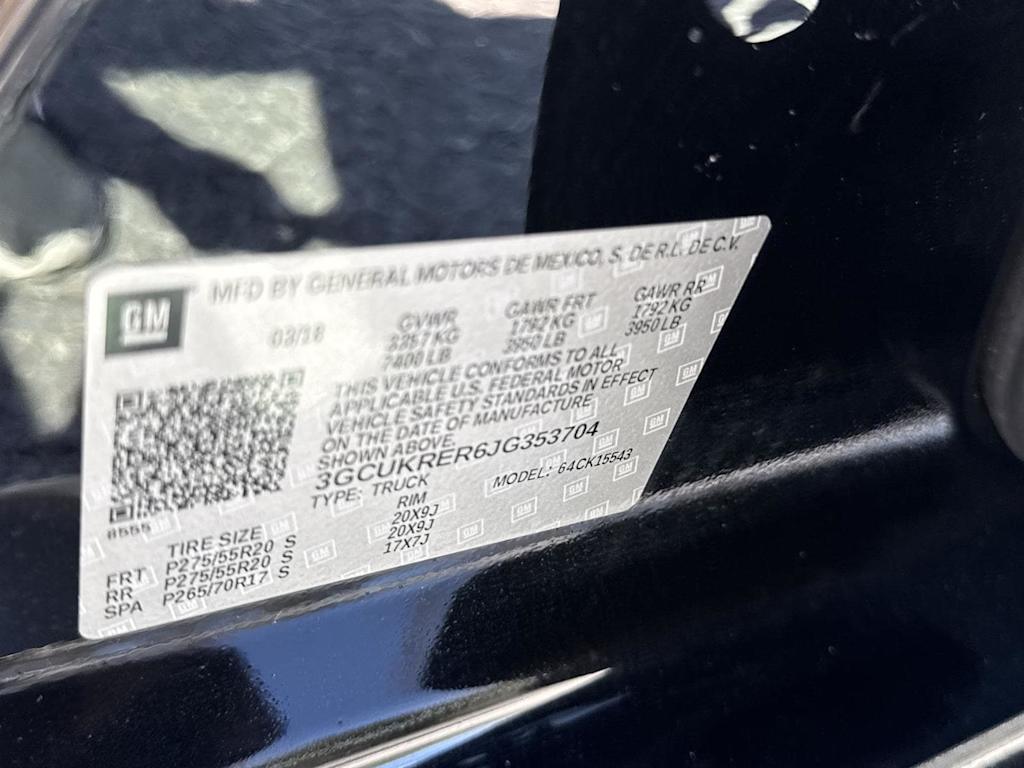 GM
MFD BY GENERAL MOTORS DE MEXICO, S. DE R.L. DE C.V.
03/18
GVWR
3357 KG
7400 LB
GAWR FRT
1792 KG
3950 LB
GAWR RR
1792 KG
3950 LB
THIS VEHICLE CONFORMS TO ALL
APPLICABLE U.S. FEDERAL MOTOR
VEHICLE SAFETY STANDARDS IN EFFECT
ON THE DATE OF MANUFACTURE
SHOWN ABOVE.
3GCUKRER6JG353704
TYPE: TRUCK
MODEL: 64CK15543
8555
TIRE SIZE RIM
FRT P275/55R20 S 20X9J
RR P275/55R20 S 20X9J
SPA P265/70R17 S 17X7J